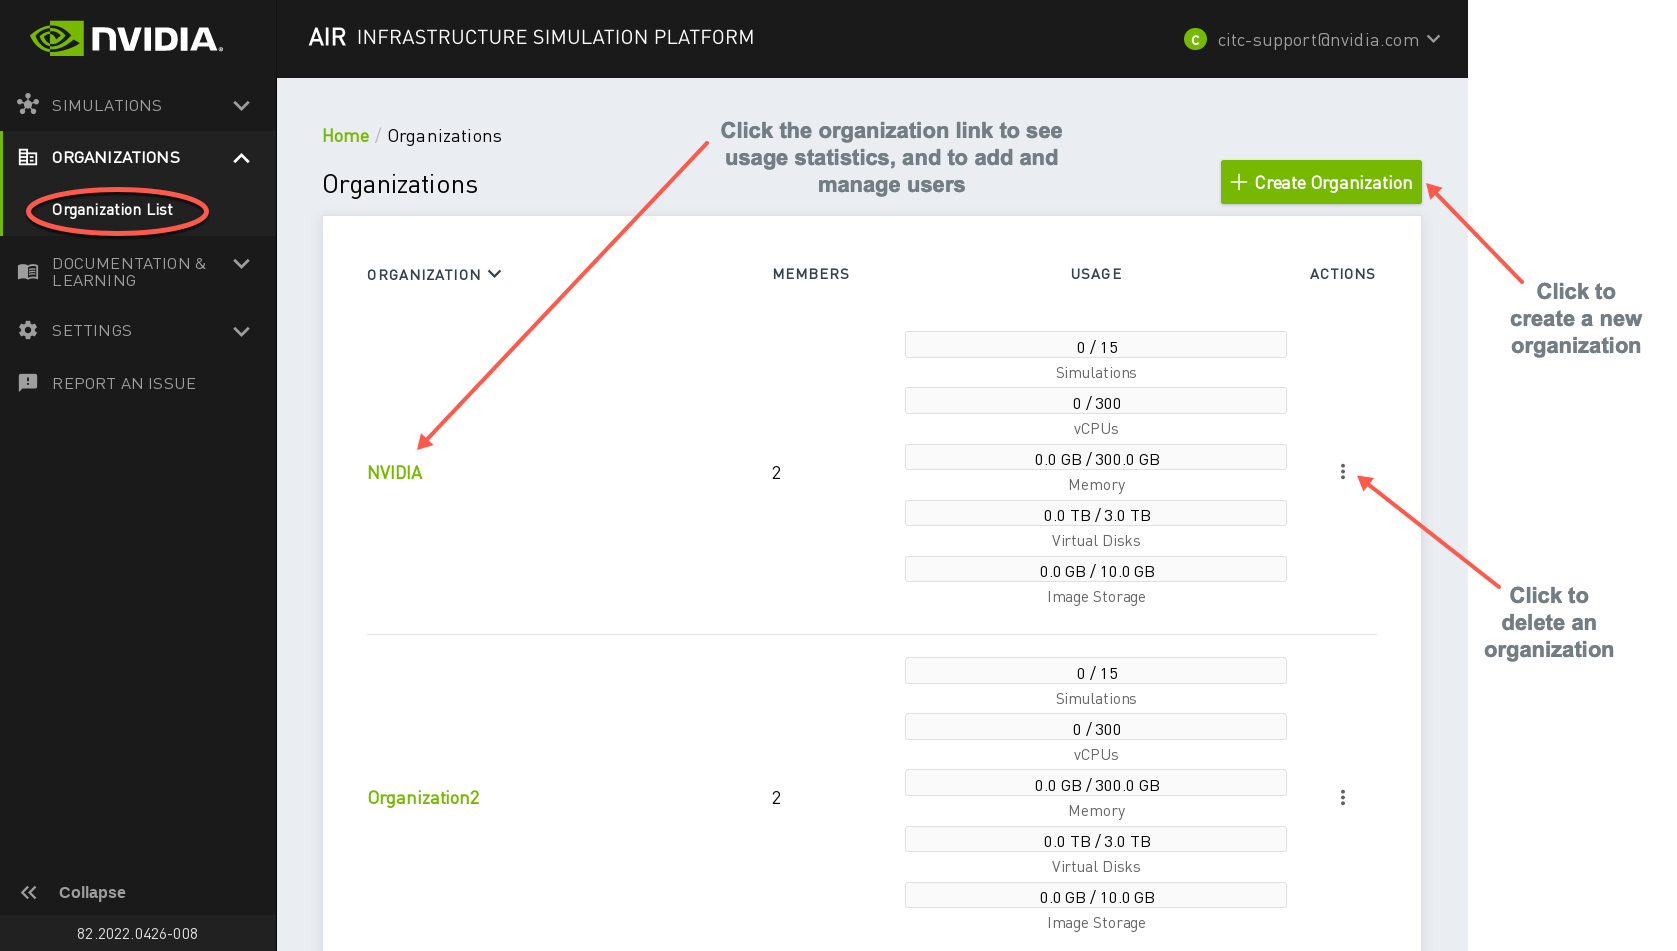 NVIDIA.
AIR INFRASTRUCTURE SIMULATION PLATFORM
c citc-support@nvidia.com
SIMULATIONS
ORGANIZATIONS
Organization List
DOCUMENTATION &
LEARNING
SETTINGS
REPORT AN ISSUE
Collapse
82.2022.0426-008
Home / Organizations
Organizations
Click the organization link to see
usage statistics, and to add and
manage users
+ Create Organization
Click to
create a new
organization
ORGANIZATION MEMBERS USAGE ACTIONS
0 / 15
Simulations
0 / 300
vCPUs
0.0 GB / 300.0 GB
Memory
NVIDIA 2
0.0 TB / 3.0 TB
Virtual Disks
0.0 GB / 10.0 GB
Image Storage
Click to
delete an
organization
0 / 15
Simulations
0 / 300
vCPUs
0.0 GB / 300.0 GB
Memory
Organization2 2
0.0 TB / 3.0 TB
Virtual Disks
0.0 GB / 10.0 GB
Image Storage